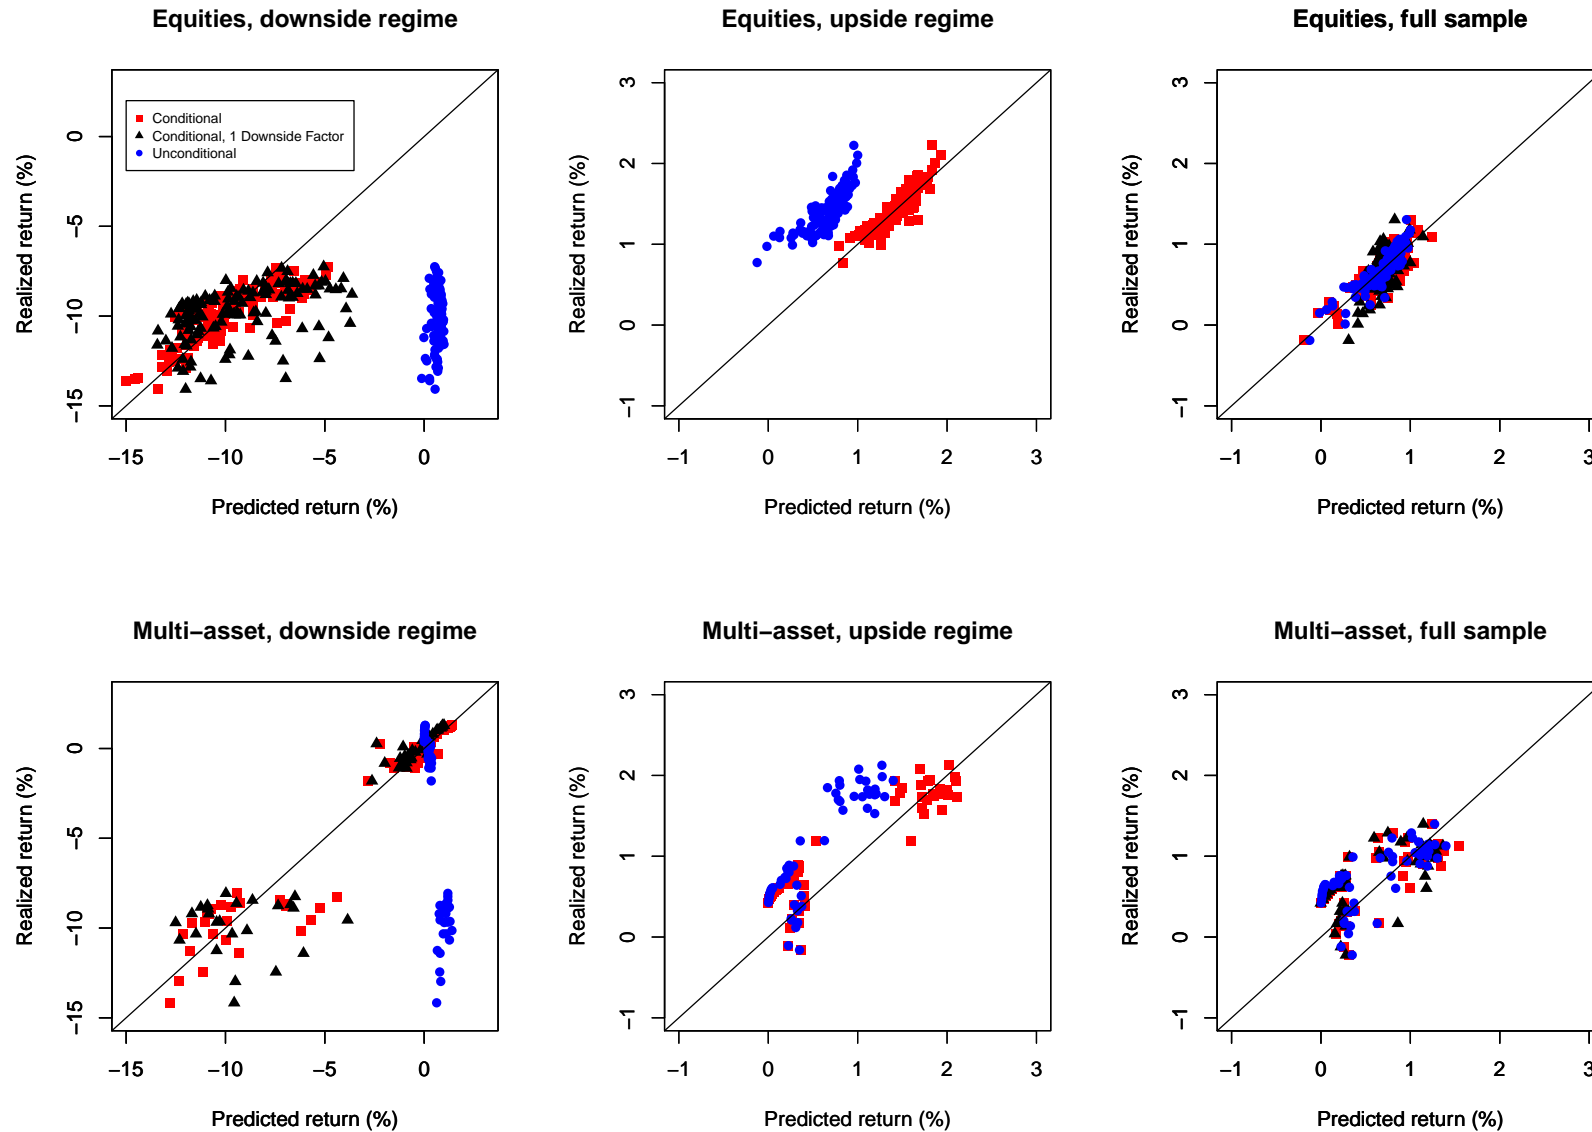 Equities, downside regime
Realized return (%)
0
−5
−10
−15
Conditional
Conditional, 1 Downside Factor
Unconditional
−15 −10 −5 0
Predicted return (%)
Equities, upside regime
Realized return (%)
3
2
1
0
−1
−1 0 1 2 3
Predicted return (%)
Equities, full sample
Realized return (%)
3
2
1
0
−1
−1 0 1 2 3
Predicted return (%)
Multi−asset, downside regime
Realized return (%)
0
−5
−10
−15
−15 −10 −5 0
Predicted return (%)
Multi−asset, upside regime
Realized return (%)
3
2
1
0
−1
−1 0 1 2 3
Predicted return (%)
Multi−asset, full sample
Realized return (%)
3
2
1
0
−1
−1 0 1 2 3
Predicted return (%)